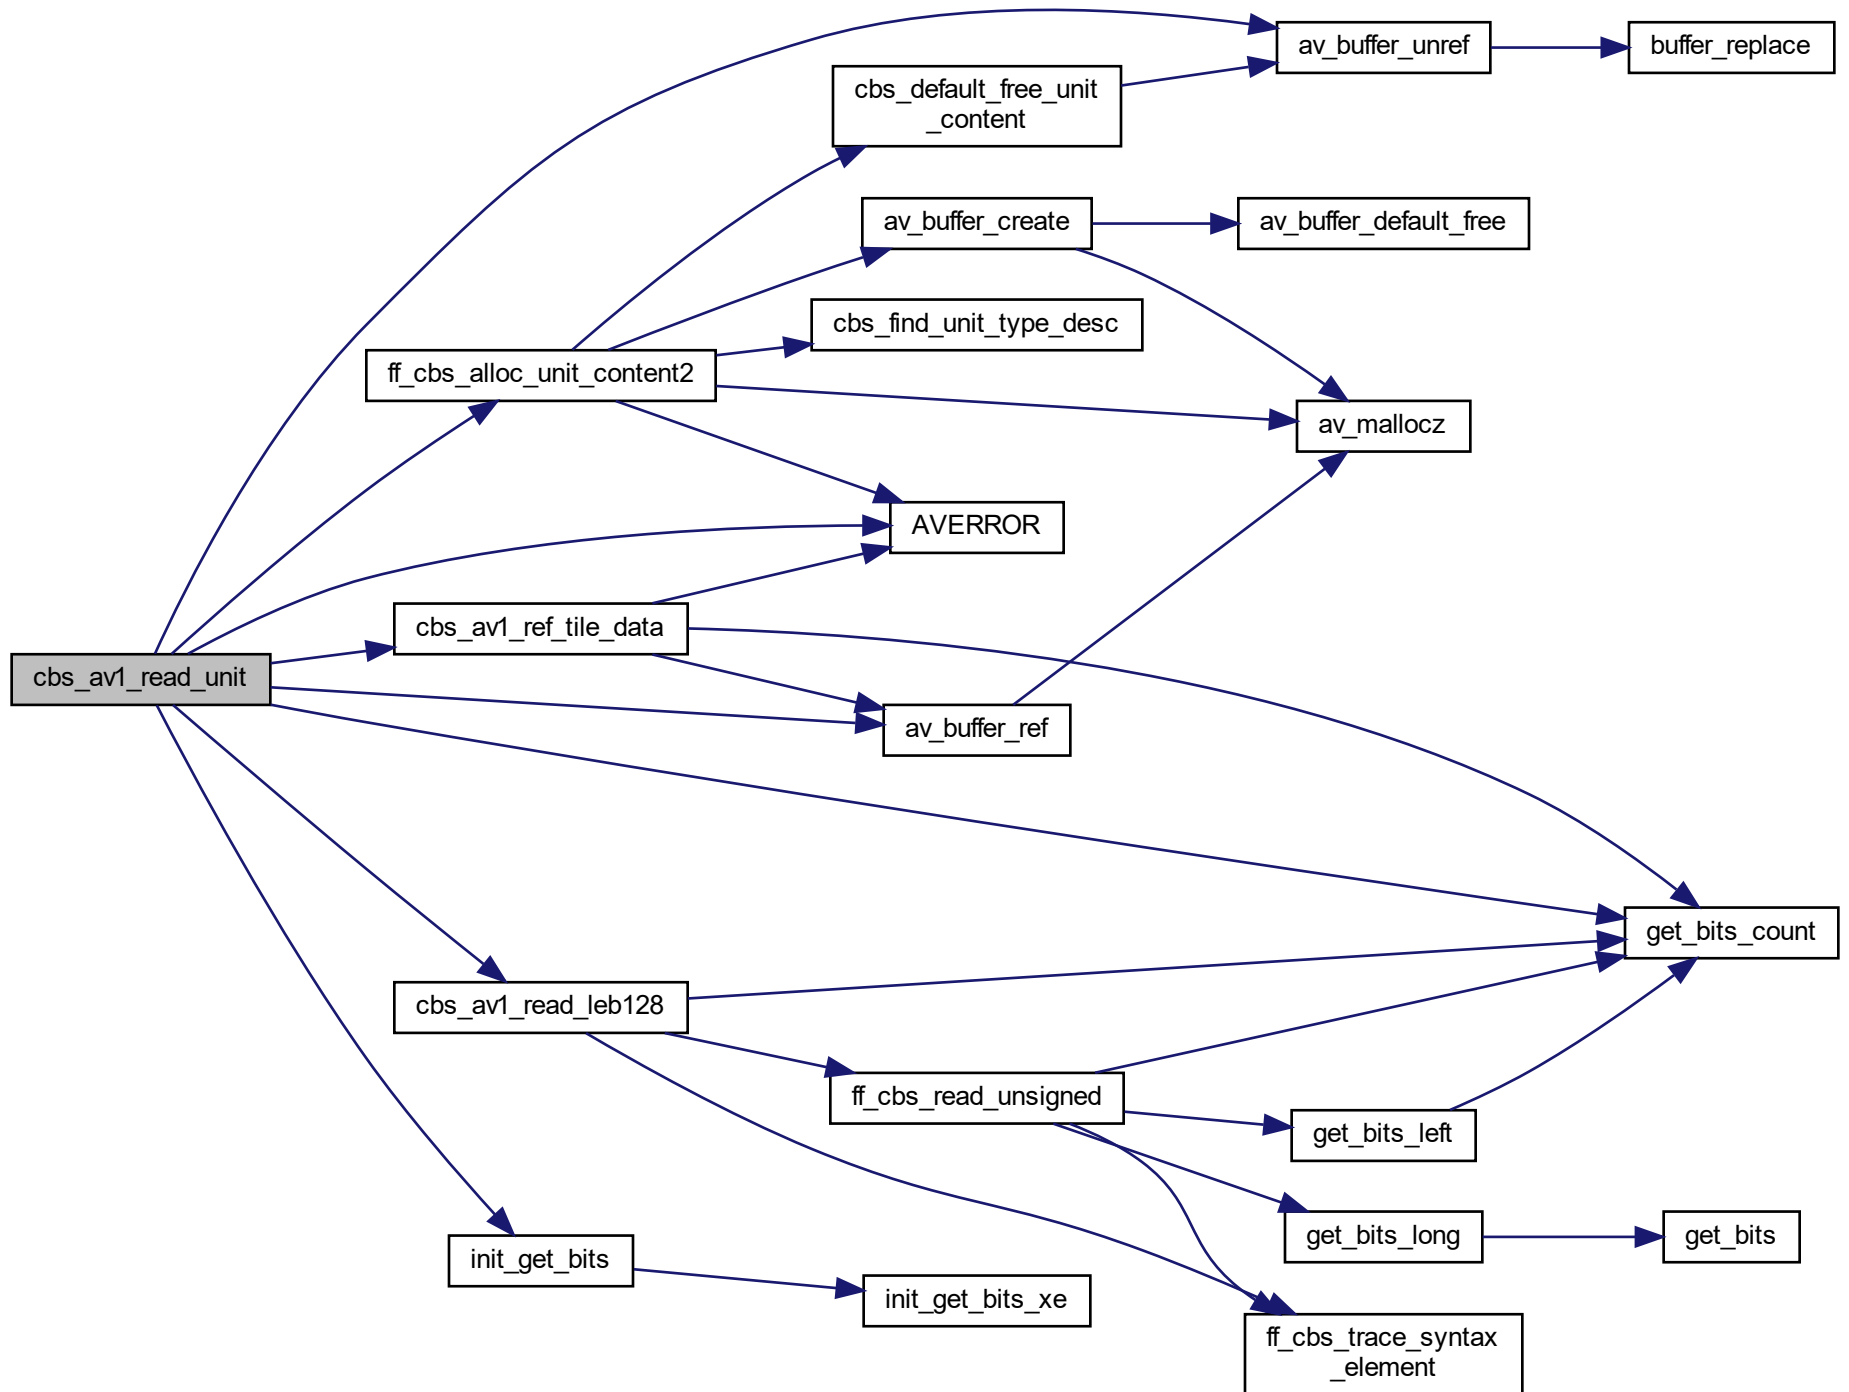 av_buffer_unref
buffer_replace
cbs_default_free_unit
_content
av_buffer_create
av_buffer_default_free
cbs_find_unit_type_desc
ff_cbs_alloc_unit_content2
av_mallocz
AVERROR
cbs_av1_ref_tile_data
cbs_av1_read_unit
av_buffer_ref
get_bits_count
cbs_av1_read_leb128
ff_cbs_read_unsigned
get_bits_left
get_bits_long
get_bits
init_get_bits
init_get_bits_xe
ff_cbs_trace_syntax
_element